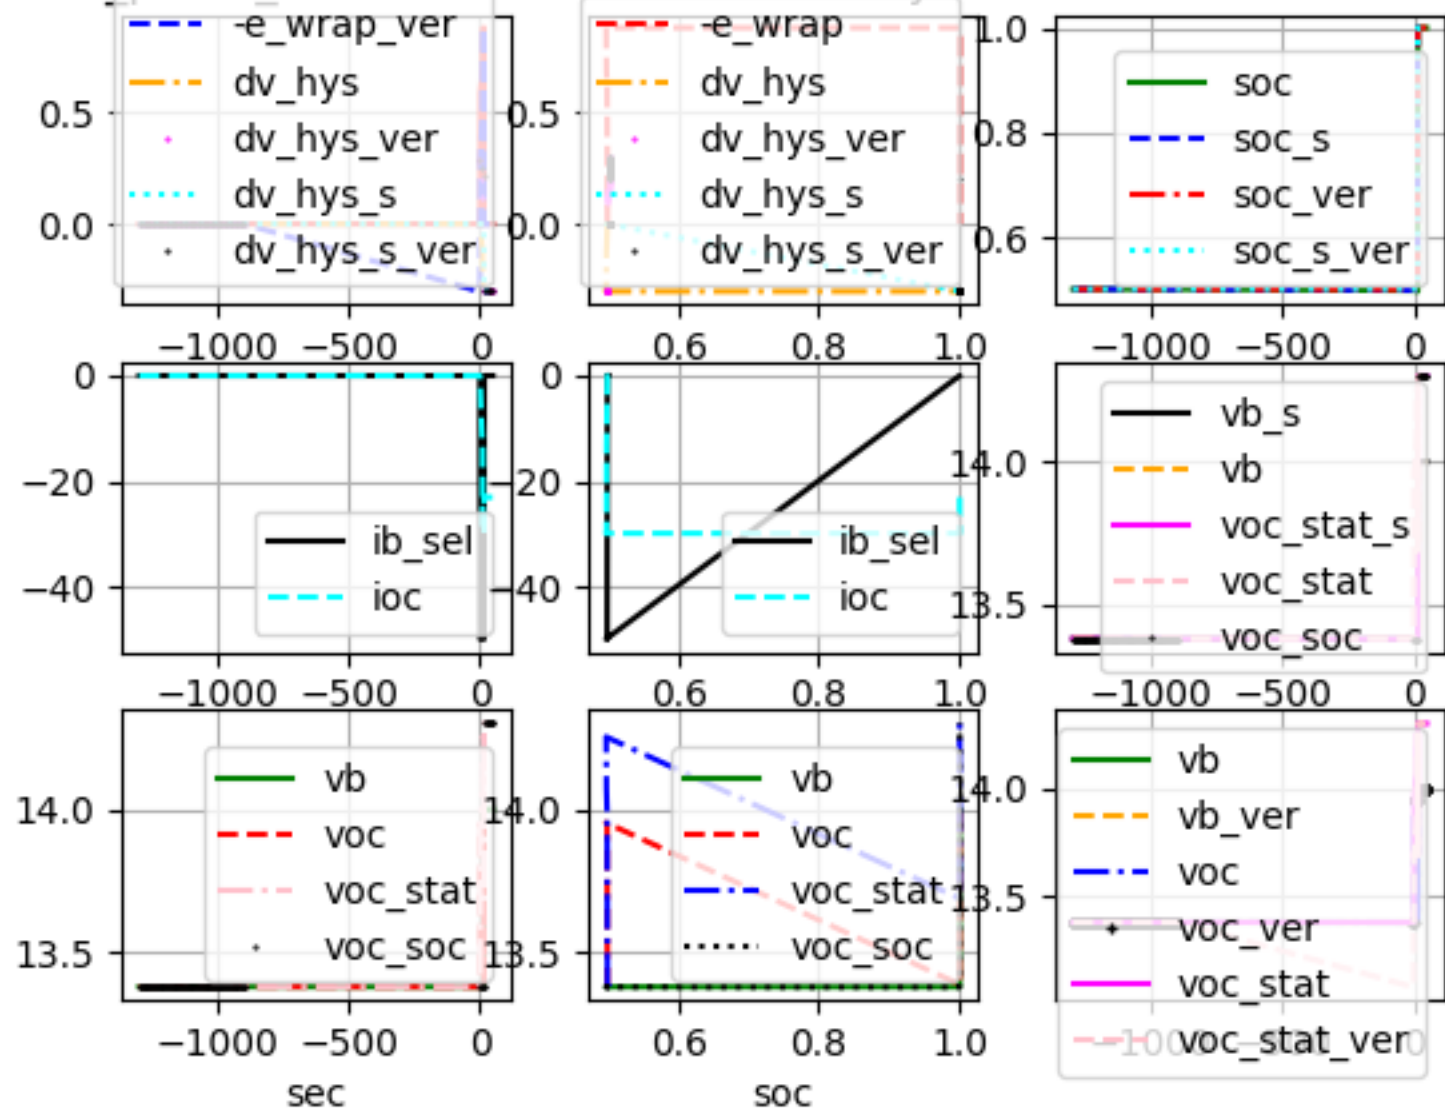 -e_wrap_ver
dv_hys
dv_hys_ver
dv_hys_s
dv_hys_s_ver
0.5
0.0
−1000 −500 0
-e_wrap
dv_hys
dv_hys_ver
dv_hys_s
dv_hys_s_ver
0.5
0.0
0.6 0.8 1.0
soc
soc_s
soc_ver
soc_s_ver
1.0
0.8
0.6
−1000 −500 0
0
−20
−40
ib_sel
ioc
−1000 −500 0
0
−20
−40
ib_sel
ioc
0.6 0.8 1.0
14.0
13.5
vb_s
vb
voc_stat_s
voc_stat
voc_soc
−1000 −500 0
14.0
13.5
vb
voc
voc_stat
voc_soc
−1000 −500 0
sec
14.0
13.5
vb
voc
voc_stat
voc_soc
0.6 0.8 1.0
soc
14.0
13.5
vb
vb_ver
voc
voc_ver
voc_stat
voc_stat_ver
−1000 −500 0